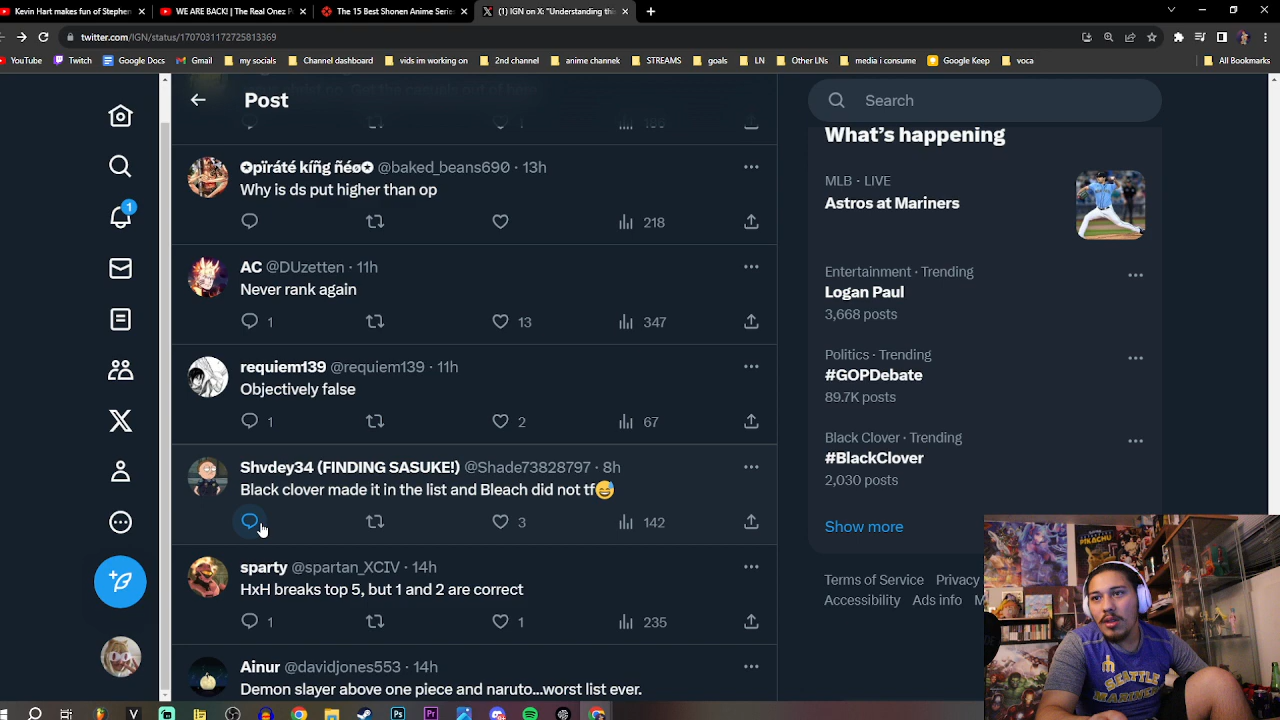 Kevin Hart makes fun of Stephen
WE ARE BACK! | The Real Onez P
The 15 Best Shonen Anime Series
(1) IGN on X: "Understanding thi
twitter.com/IGN/status/1707031172725813369
YouTube
Twitch
Google Docs
Gmail
my socials
Channel dashboard
vids im working on
2nd channel
anime channel
STREAMS
goals
LN
Other LNs
media i consume
Google Keep
voca
All Bookmarks
Post
@baked_beans690 · 13h
Why is ds put higher than op
218
AC @DUzetten · 11h
Never rank again
1 13 347
requiem139 @requiem139 · 11h
Objectively false
1 2 67
Shvdey34 (FINDING SASUKE!) @Shade73828797 · 8h
Black clover made it in the list and Bleach did not tf😅
3 142
sparty @spartan_XCIV · 14h
HxH breaks top 5, but 1 and 2 are correct
1 1 235
Ainur @davidjones553 · 14h
Demon slayer above one piece and naruto...worst list ever.
1
Search
What's happening
MLB · LIVE
Astros at Mariners
Entertainment · Trending
Logan Paul
3,668 posts
Politics · Trending
#GOPDebate
89.7K posts
Black Clover · Trending
#BlackClover
2,030 posts
Show more
Terms of Service Privacy
Accessibility Ads info
SEATTLE
MARINERS